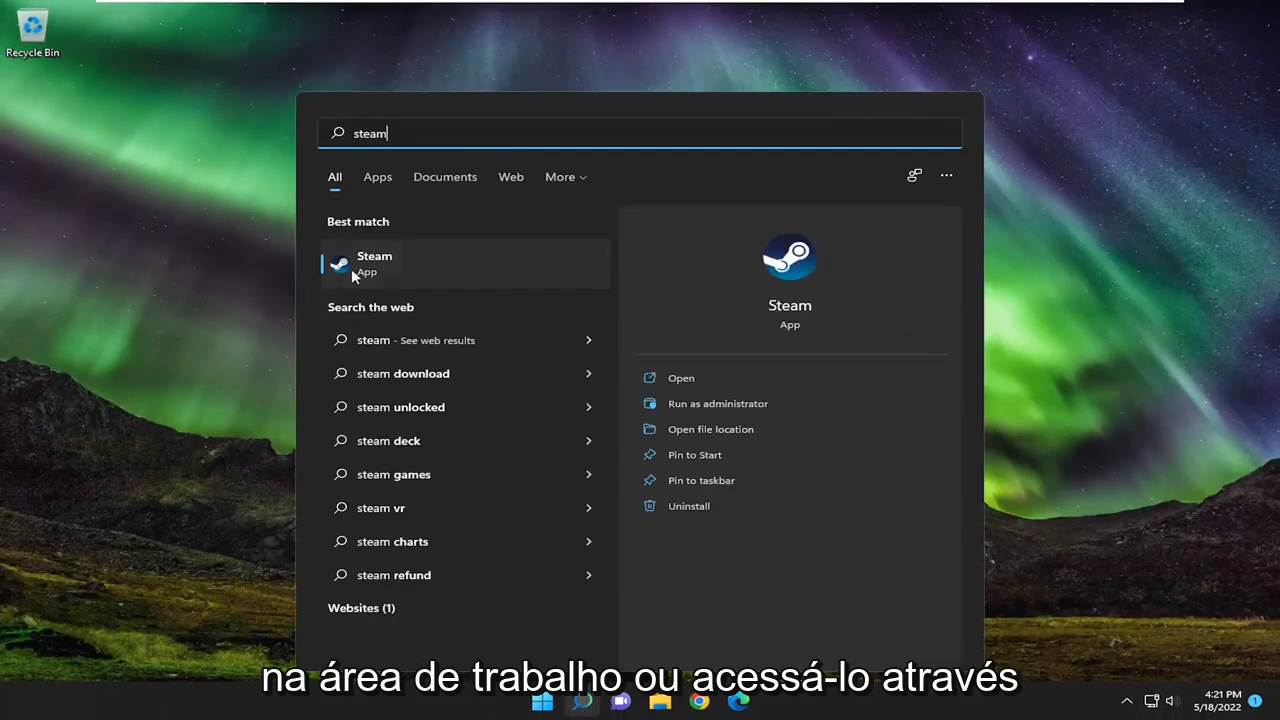 Recycle Bin
steam
All Apps Documents Web More
Best match
Steam
App
Search the web
steam - See web results
steam download
steam unlocked
steam deck
steam games
steam vr
steam charts
steam refund
Websites (1)
Steam
App
Open
Run as administrator
Open file location
Pin to Start
Pin to taskbar
Uninstall
na área de trabalho ou acessá-lo através
4:21 PM
5/18/2022
1